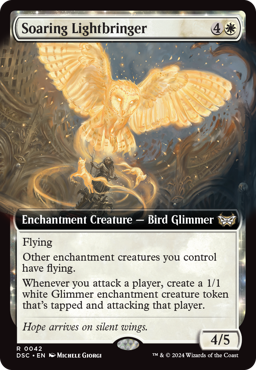 Soaring Lightbringer 4
Enchantment Creature — Bird Glimmer
Flying
Other enchantment creatures you control
have flying.
Whenever you attack a player, create a 1/1
white Glimmer enchantment creature token
that's tapped and attacking that player.
Hope arrives on silent wings.
4/5
R 0042
DSC • EN Michele Giorgi
™ & © 2024 Wizards of the Coast